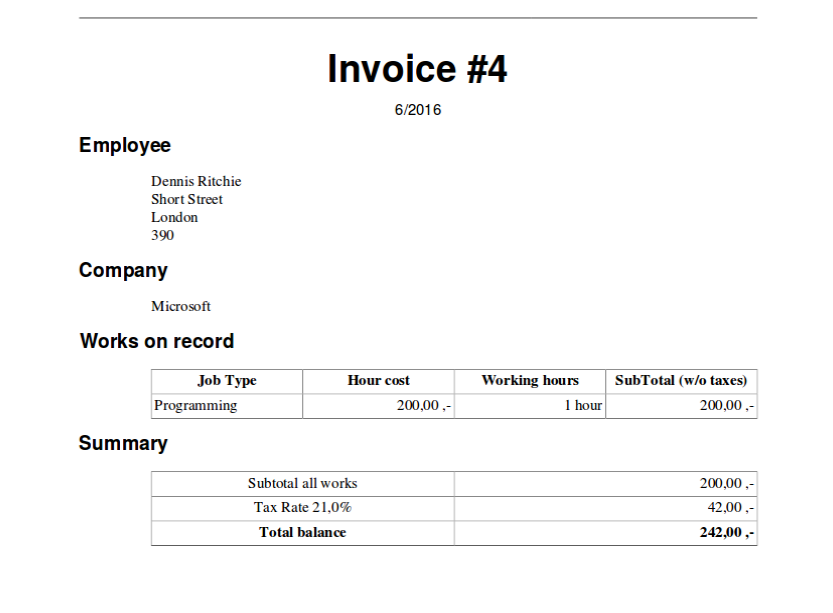 Invoice #4
6/2016
Employee
Dennis Ritchie
Short Street
London
390
Company
Microsoft
Works on record
Job Type Hour cost Working hours SubTotal (w/o taxes)
Programming 200,00 ,- 1 hour 200,00 ,-
Summary
Subtotal all works 200,00 ,-
Tax Rate 21,0% 42,00 ,-
Total balance 242,00 ,-